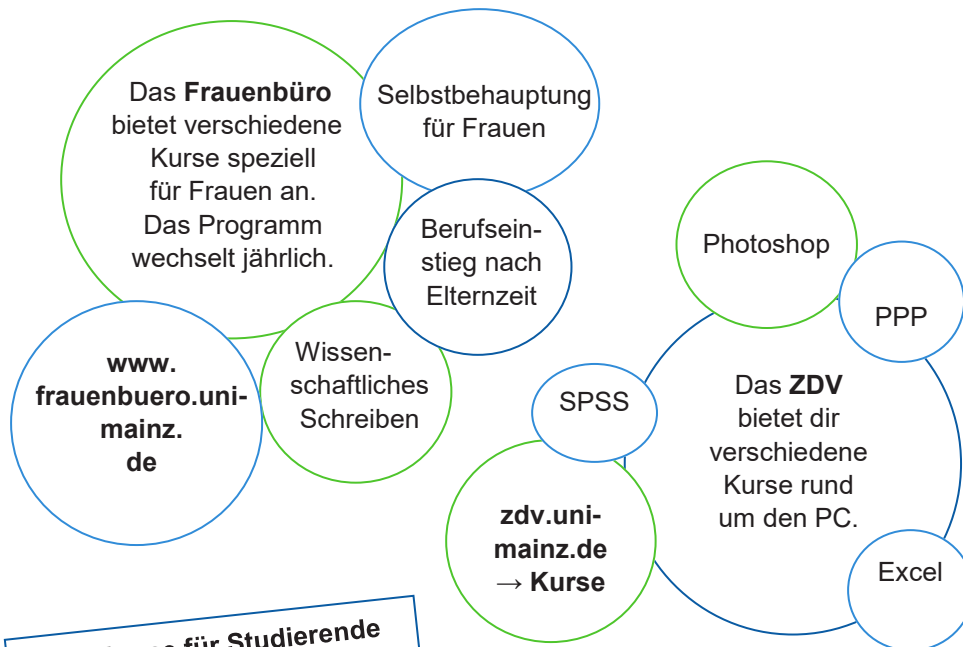 Das Frauenbüro
bietet verschiedene
Kurse speziell
für Frauen an.
Das Programm
wechselt jährlich.
Selbstbehauptung
für Frauen
Berufsein-
stieg nach
Elternzeit
Wissen-
schaftliches
Schreiben
www.
frauenbuero.uni-
mainz.
de
Photoshop
PPP
SPSS
Das ZDV
bietet dir
verschiedene
Kurse rund
um den PC.
Excel
zdv.uni-
mainz.de
→ Kurse
für Studierende